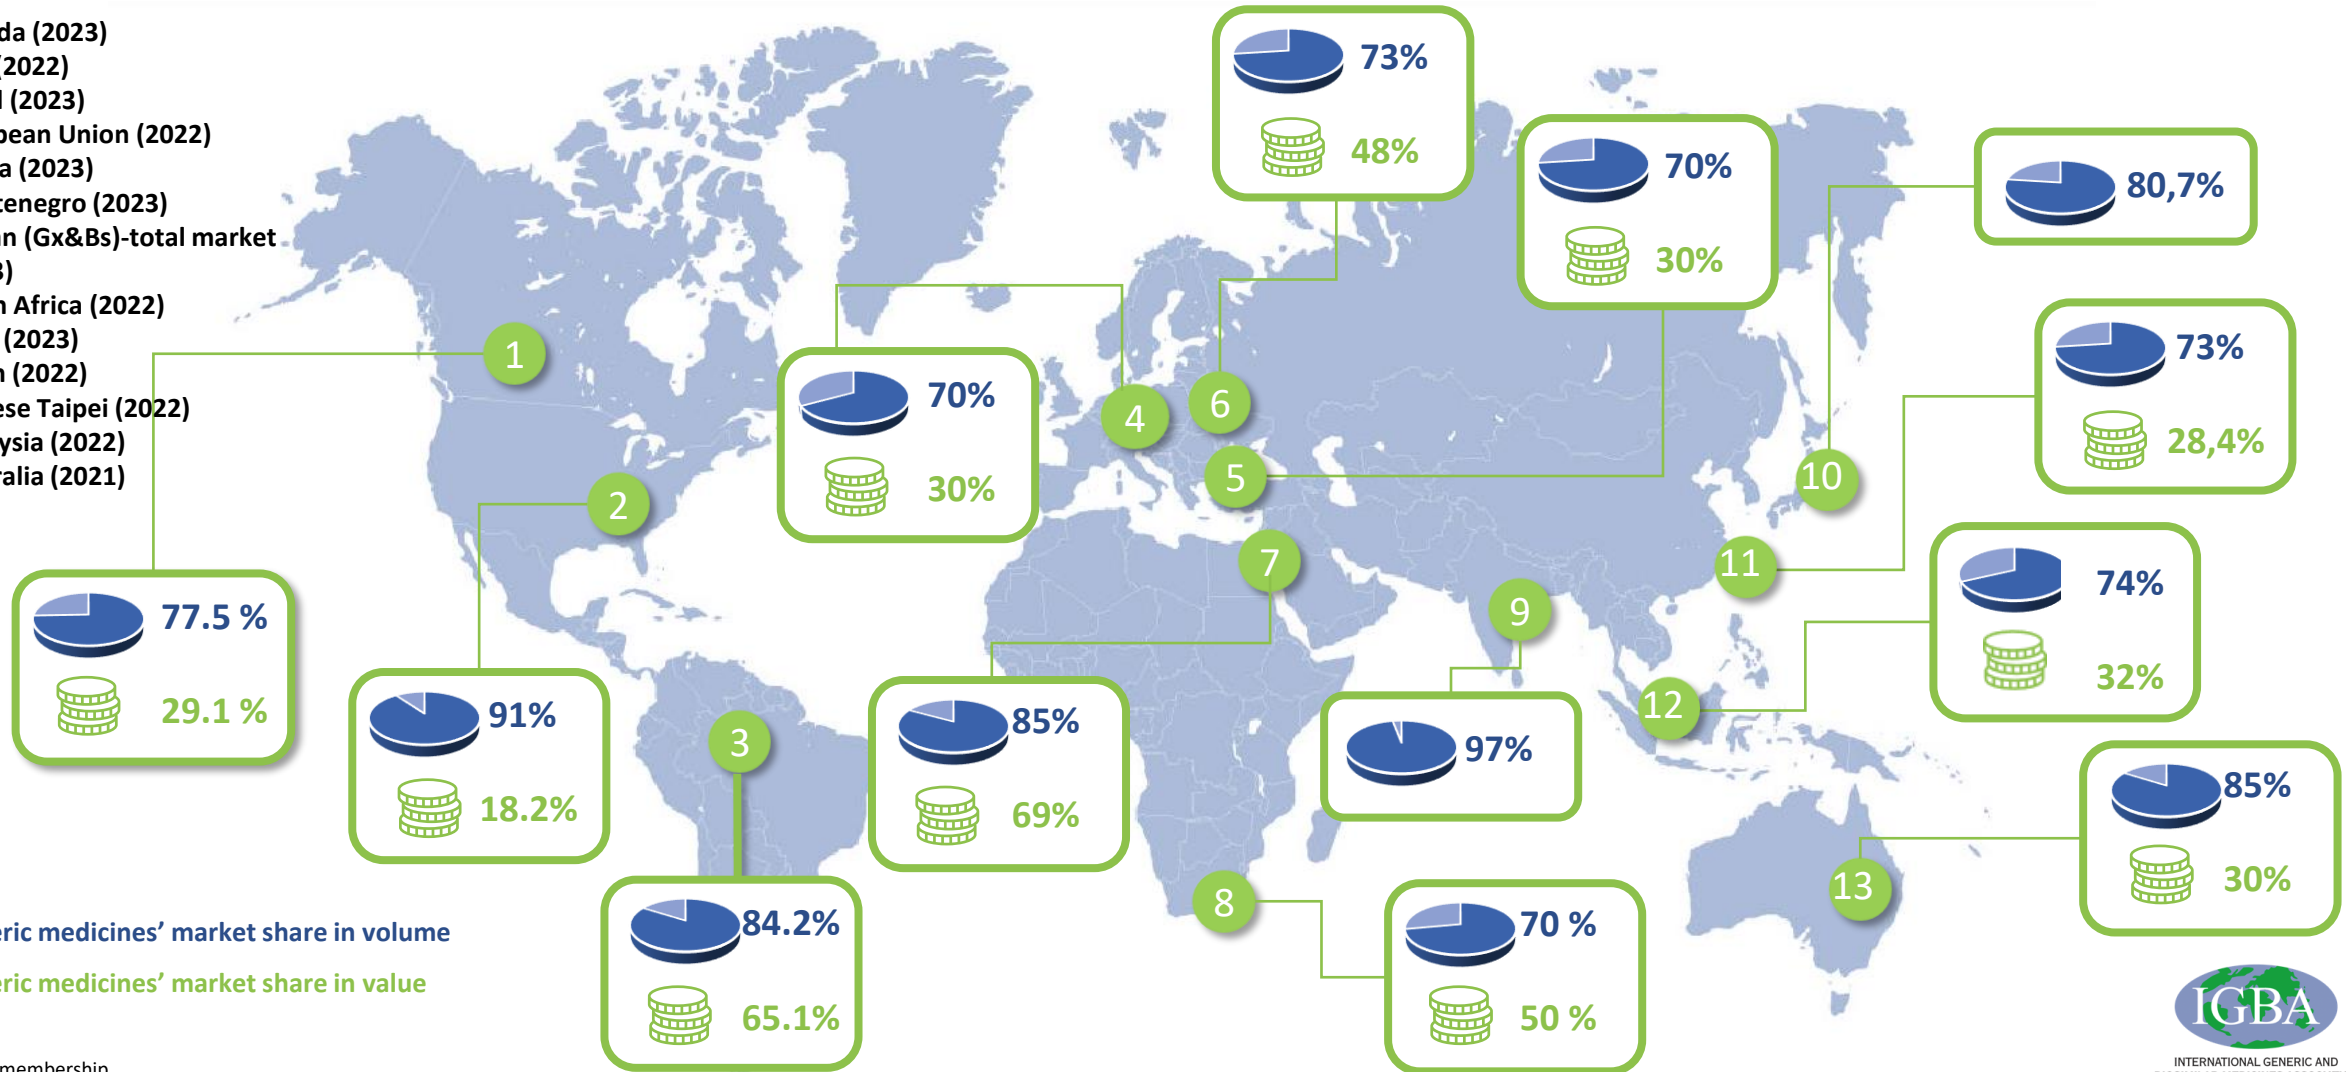 da (2023)
(2022)
l (2023)
pean Union (2022)
a (2023)
tenegro (2023)
an (Gx&Bs)-total market
3)
h Africa (2022)
(2023)
n (2022)
ese Taipei (2022)
ysia (2022)
ralia (2021)
73%
48%
70%
30%
80,7%
73%
28,4%
70%
30%
1
2
3
4
5
6
7
8
9
10
11
12
13
77.5 %
29.1 %
91%
18.2%
84.2%
65.1%
85%
69%
97%
74%
32%
85%
30%
70 %
50 %
eric medicines' market share in volume
eric medicines' market share in value
membership
IGBA
INTERNATIONAL GENERIC AND